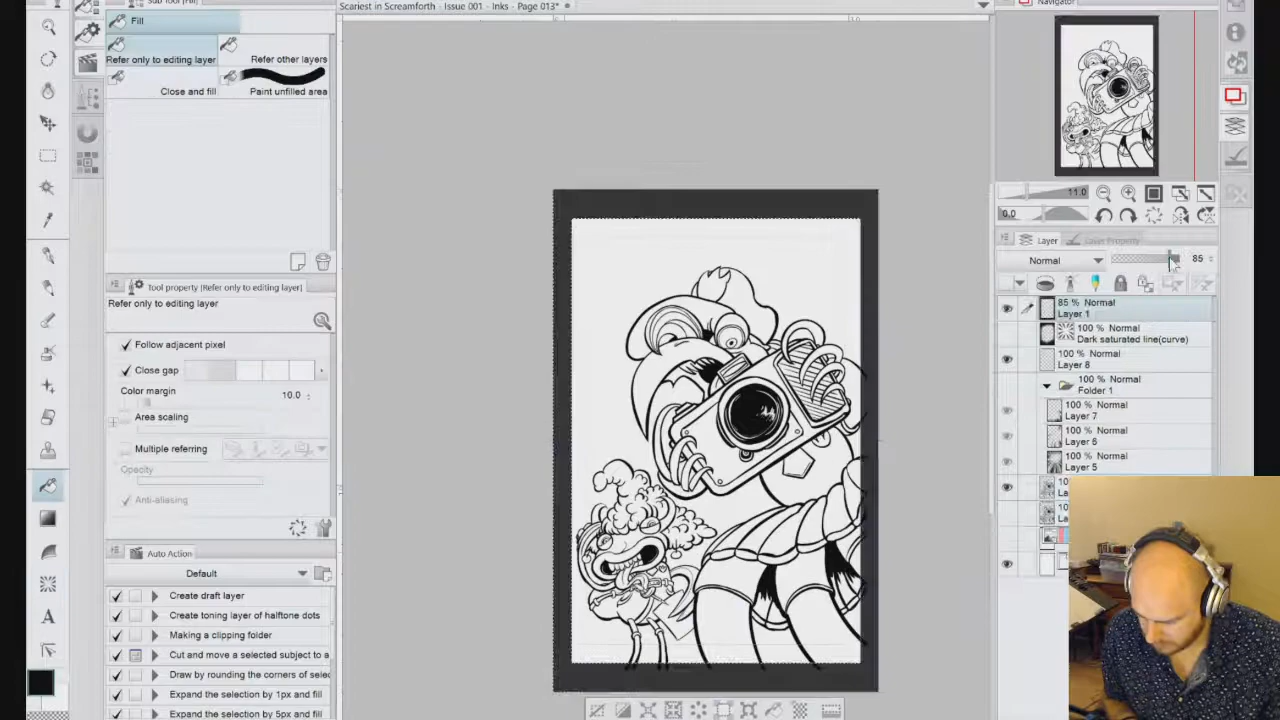 Sub Tool [Fill]
Scariest in Screamforth - Issue 001 - Inks - Page 013*
Navigator
Fill
Refer only to editing layer
Refer other layers
Close and fill
Paint unfilled area
11.0
0.0
Layer
Layer Property
Normal
85
85 % Normal
Layer 1
100 % Normal
Dark saturated line(curve)
100 % Normal
Layer 8
100 % Normal
Folder 1
100 % Normal
Layer 7
100 % Normal
Layer 6
100 % Normal
Layer 5
Tool property [Refer only to editing layer]
Refer only to editing layer
Follow adjacent pixel
Close gap
Color margin
10.0
Area scaling
Multiple referring
Opacity
Anti-aliasing
Auto Action
Default
Create draft layer
Create toning layer of halftone dots
Making a clipping folder
Cut and move a selected subject to a
Draw by rounding the corners of selec
Expand the selection by 1px and fill
Expand the selection by 5px and fill